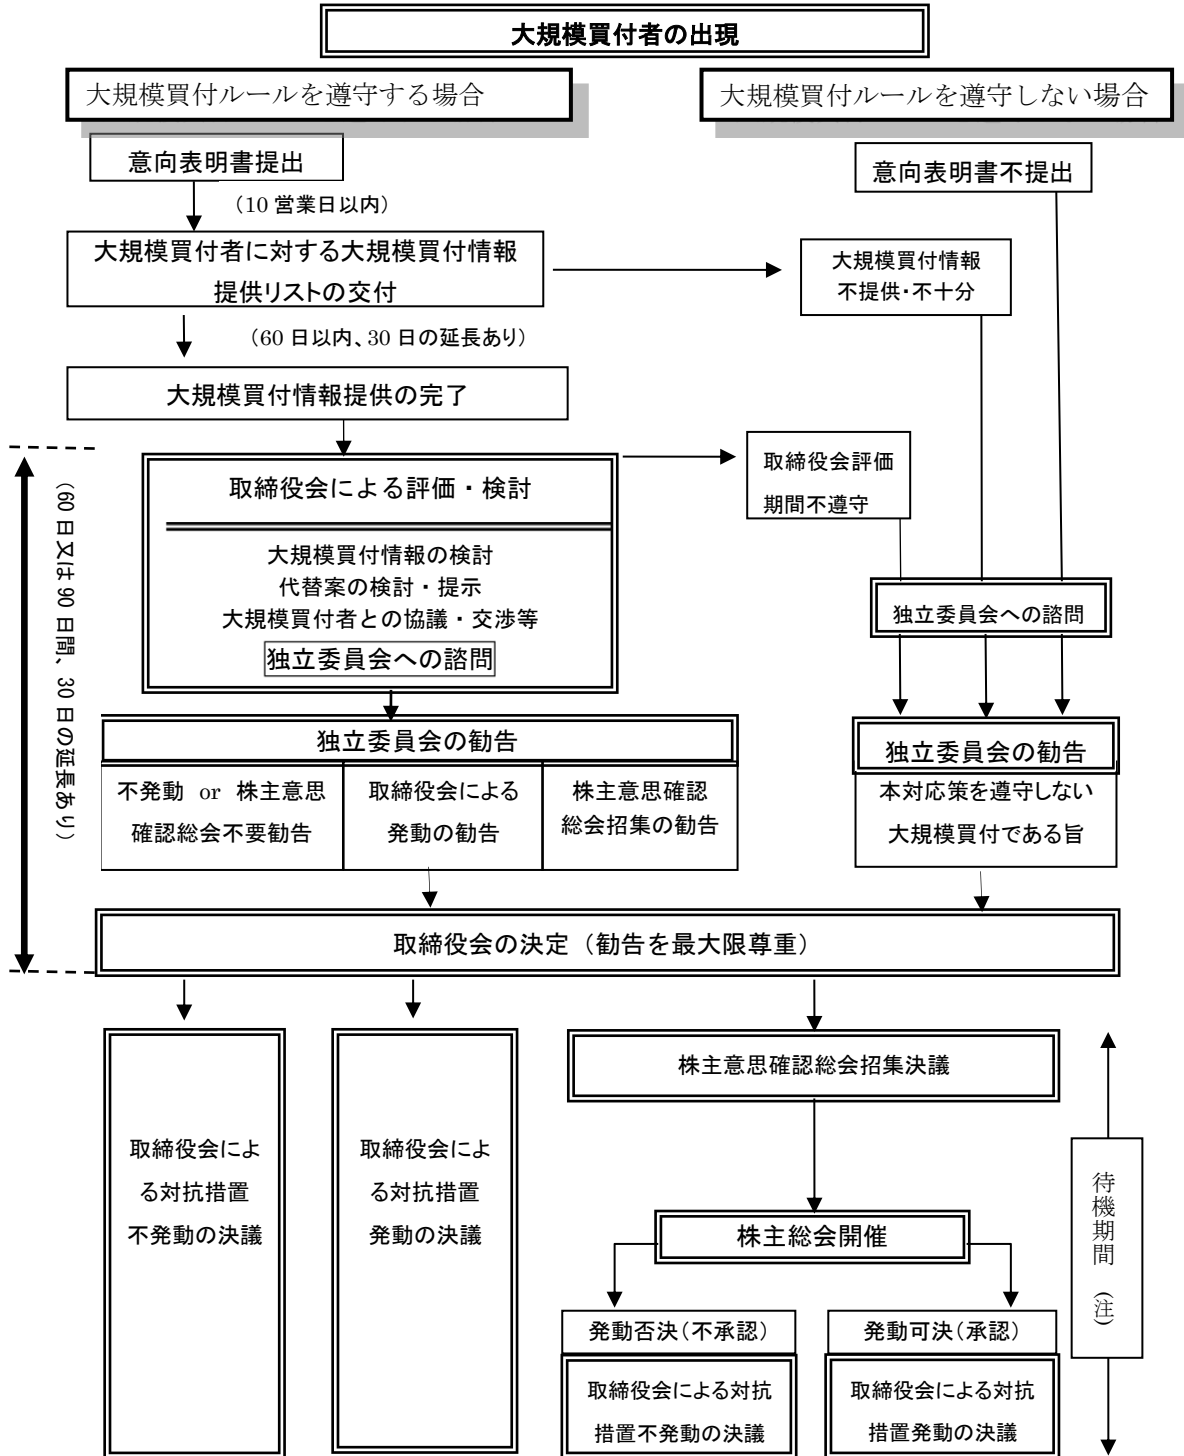 大規模買付者の出現
大規模買付ルールを遵守する場合
大規模買付ルールを遵守しない場合
意向表明書提出
意向表明書不提出
（10 営業日以内）
大規模買付者に対する大規模買付情報
提供リストの交付
大規模買付情報
不提供・不十分
（60 日以内、30 日の延長あり）
大規模買付情報提供の完了
（60 日又は 90 日間、30 日の延長あり）
取締役会による評価・検討
大規模買付情報の検討
代替案の検討・提示
大規模買付者との協議・交渉等
独立委員会への諮問
取締役会評価
期間不遵守
独立委員会への諮問
独立委員会の勧告
不発動 or 株主意思
確認総会不要勧告
取締役会による
発動の勧告
株主意思確認
総会招集の勧告
独立委員会の勧告
本対応策を遵守しない
大規模買付である旨
取締役会の決定（勧告を最大限尊重）
取締役会によ
る対抗措置
不発動の決議
取締役会によ
る対抗措置
発動の決議
株主意思確認総会招集決議
株主総会開催
発動否決（不承認）
取締役会による対抗
措置不発動の決議
発動可決（承認）
取締役会による対抗
措置発動の決議
待機期間（注）